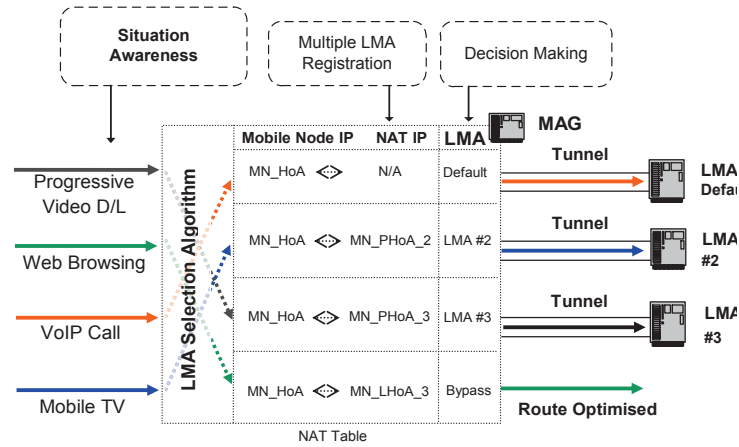 Situation
Awareness
Multiple LMA
Registration
Decision Making
MAG
Mobile Node IP NAT IP LMA
Progressive
Video D/L
Web Browsing
VoIP Call
Mobile TV
LMA Selection Algorithm
MN_HoA N/A Default
MN_HoA MN_PHoA_2 LMA #2
MN_HoA MN_PHoA_3 LMA #3
MN_HoA MN_LHoA_3 Bypass
NAT Table
Tunnel
LMA
Defau
Tunnel
LMA
#2
Tunnel
LMA
#3
Route Optimised